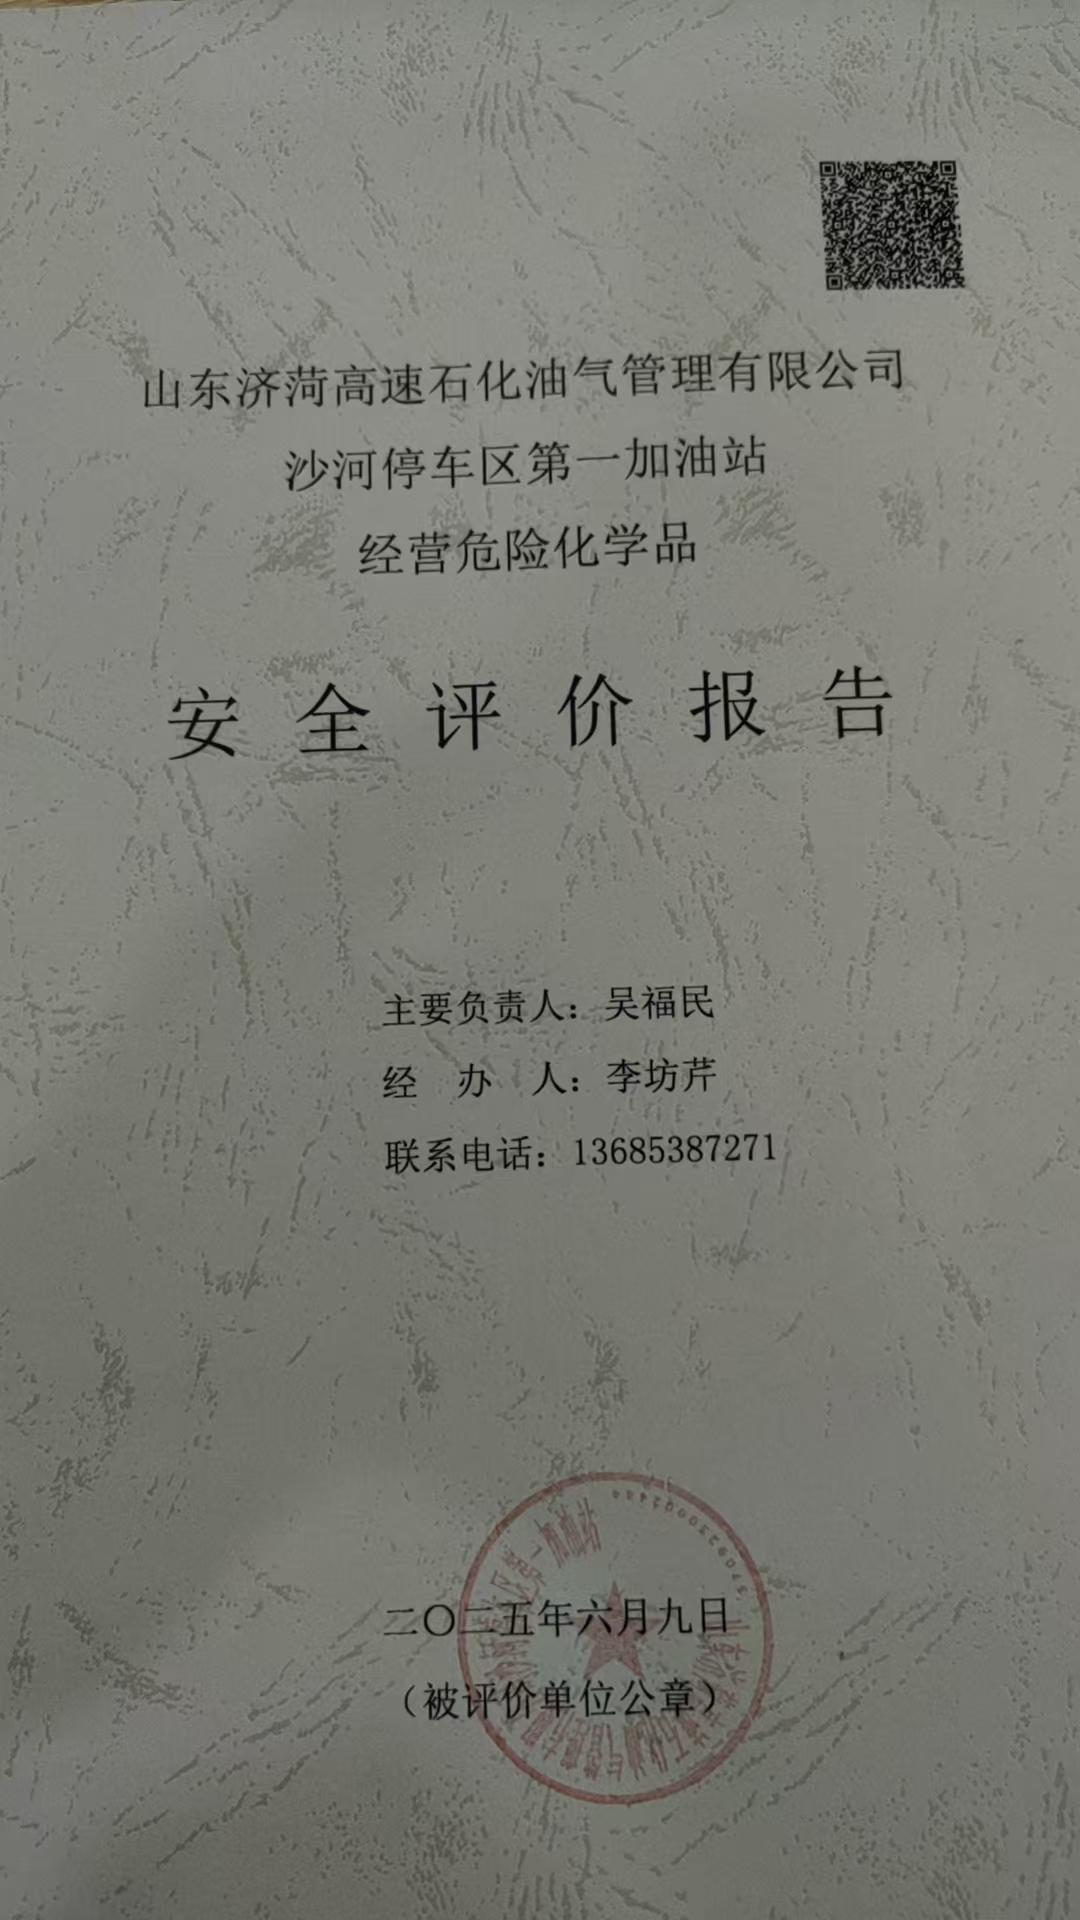 山东济菏高速石化油气管理有限公司
沙河停车区第一加油站
经营危险化学品
安全评价报告
主要负责人：吴福民
经 办 人：李坊芹
联系电话：13685387271
二〇二五年六月九日
（被评价单位公章）